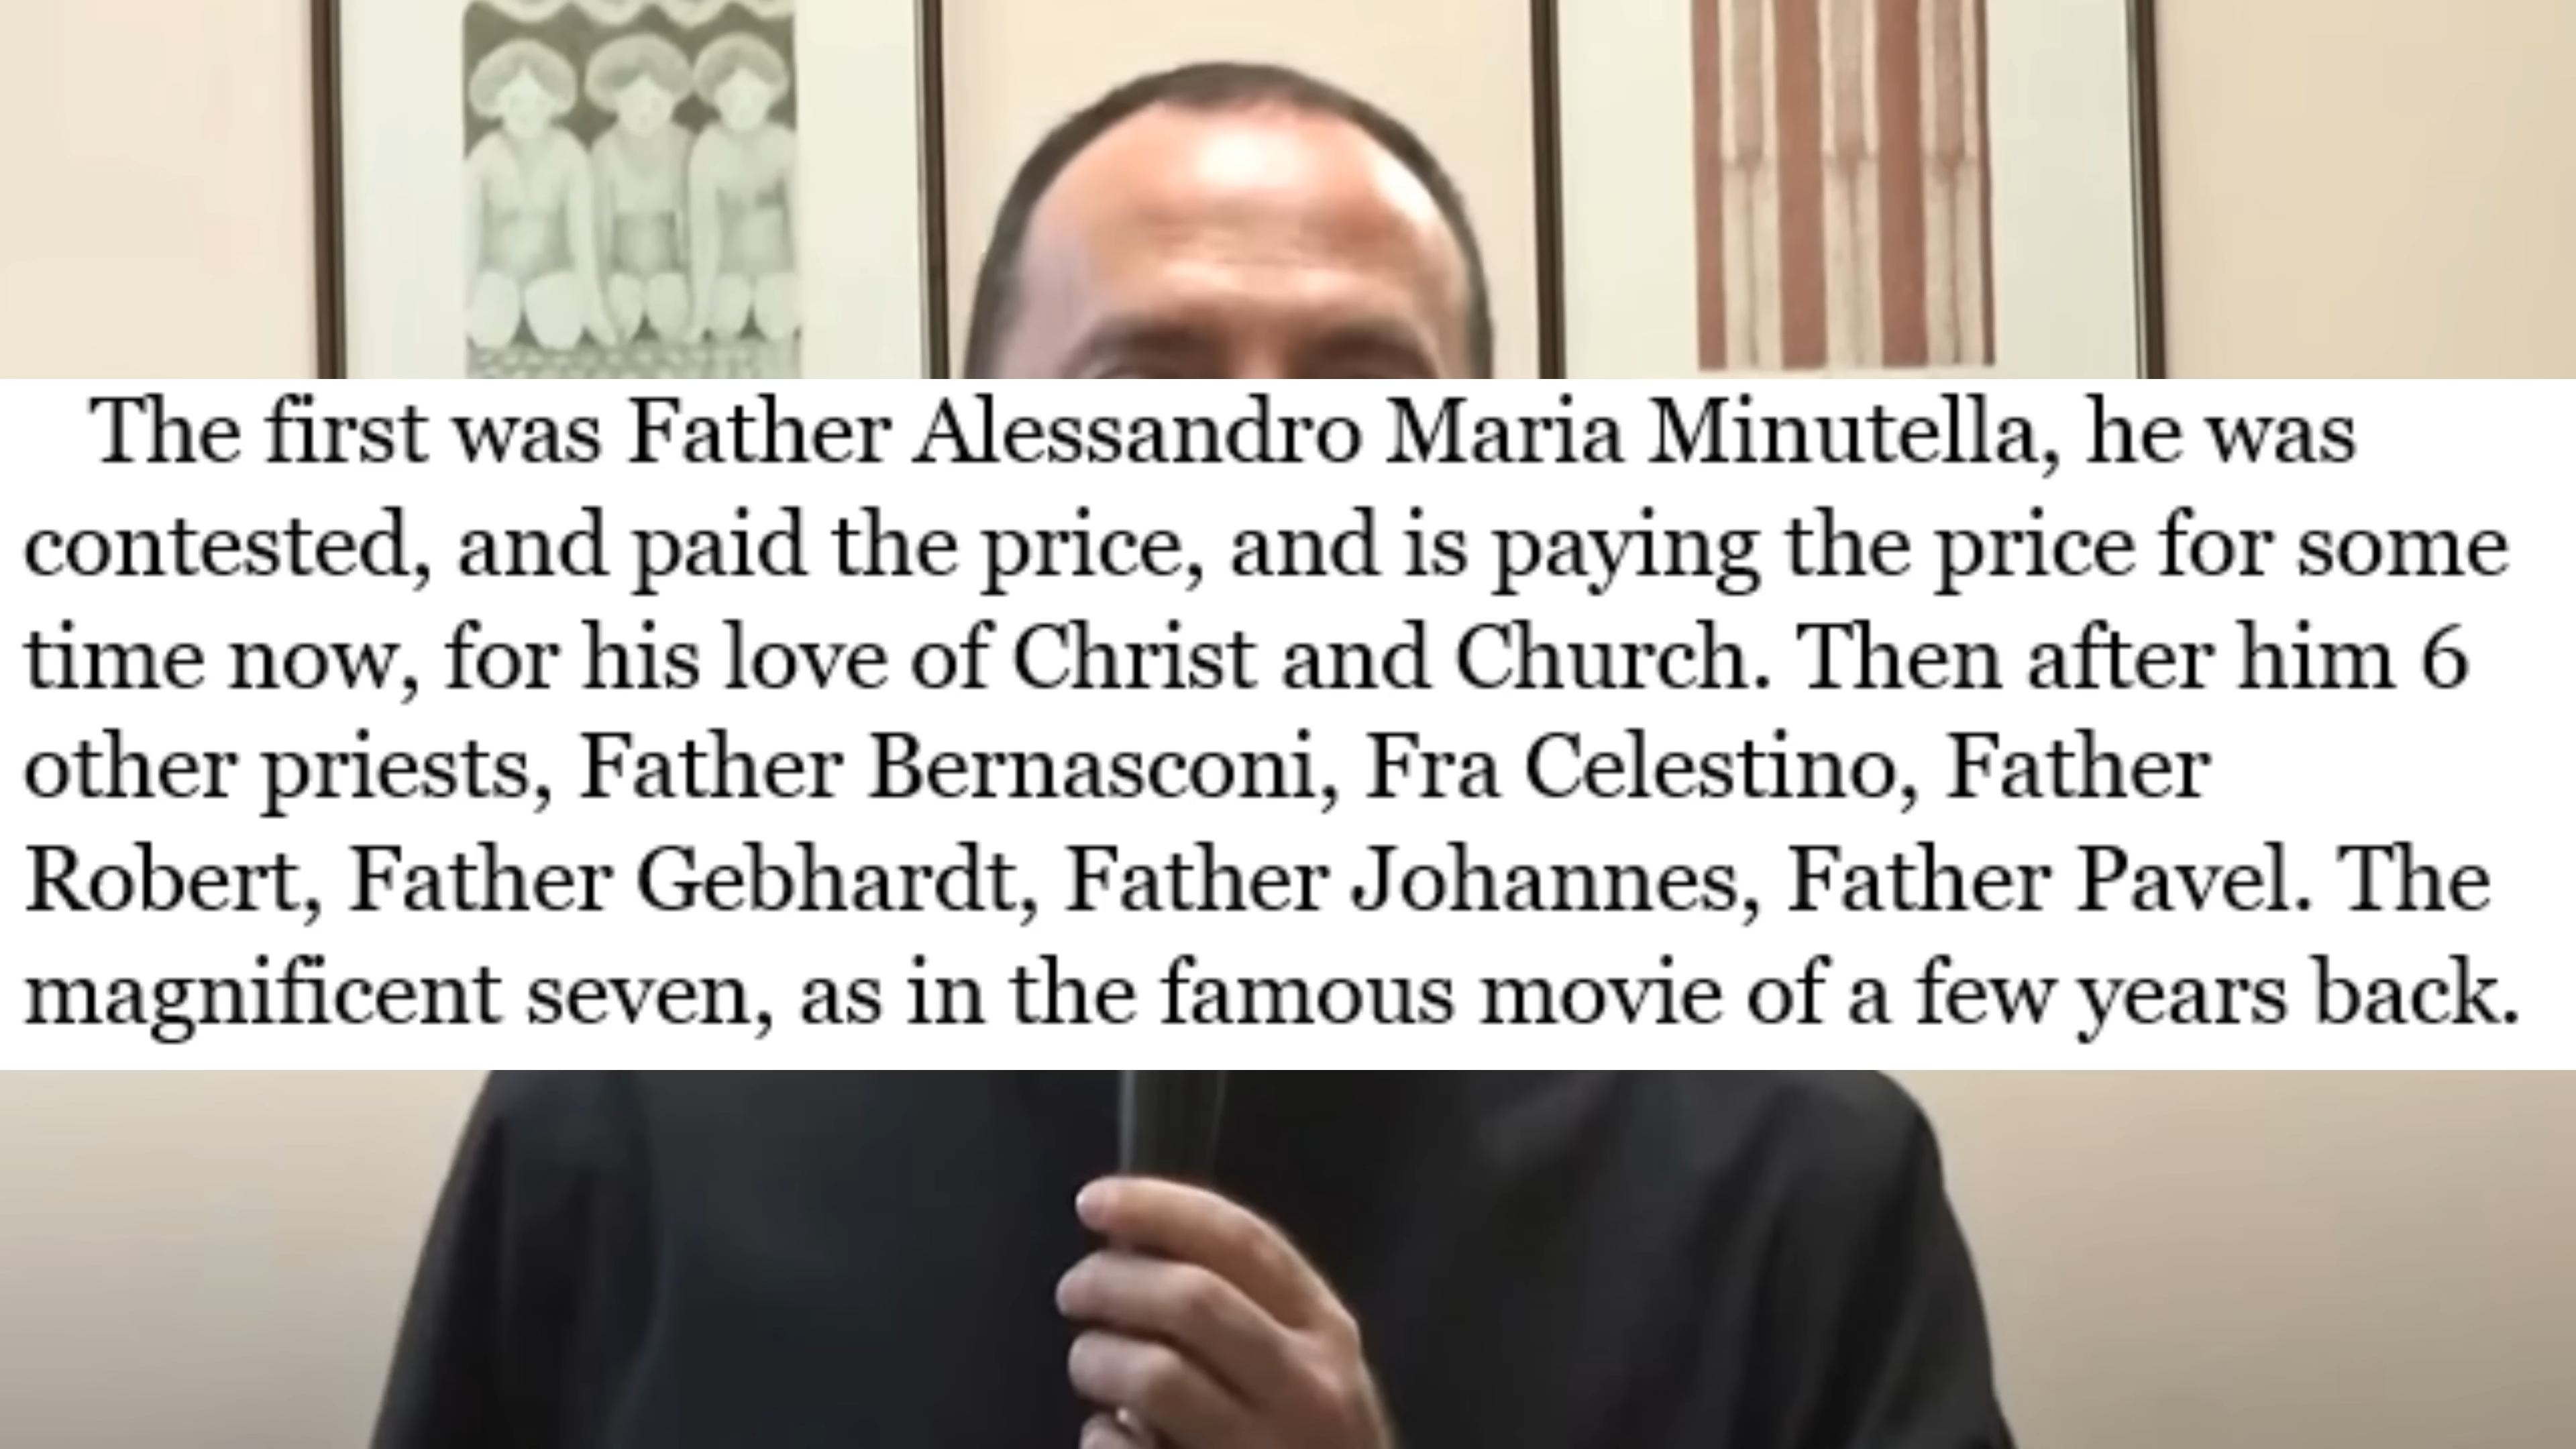 The first was Father Alessandro Maria Minutella, he was
contested, and paid the price, and is paying the price for some
time now, for his love of Christ and Church. Then after him 6
other priests, Father Bernasconi, Fra Celestino, Father
Robert, Father Gebhardt, Father Johannes, Father Pavel. The
magnificent seven, as in the famous movie of a few years back.